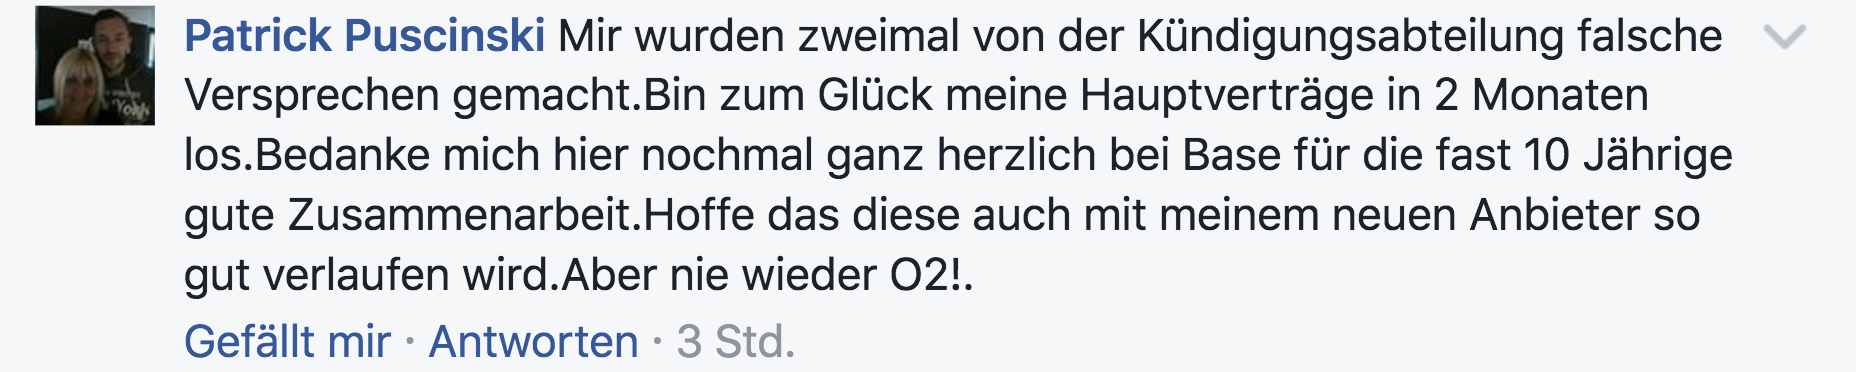 Patrick Puscinski Mir wurden zweimal von der Kündigungsabteilung falsche
Versprechen gemacht.Bin zum Glück meine Hauptverträge in 2 Monaten
los.Bedanke mich hier nochmal ganz herzlich bei Base für die fast 10 Jährige
gute Zusammenarbeit.Hoffe das diese auch mit meinem neuen Anbieter so
gut verlaufen wird.Aber nie wieder O2!.
Gefällt mir · Antworten · 3 Std.